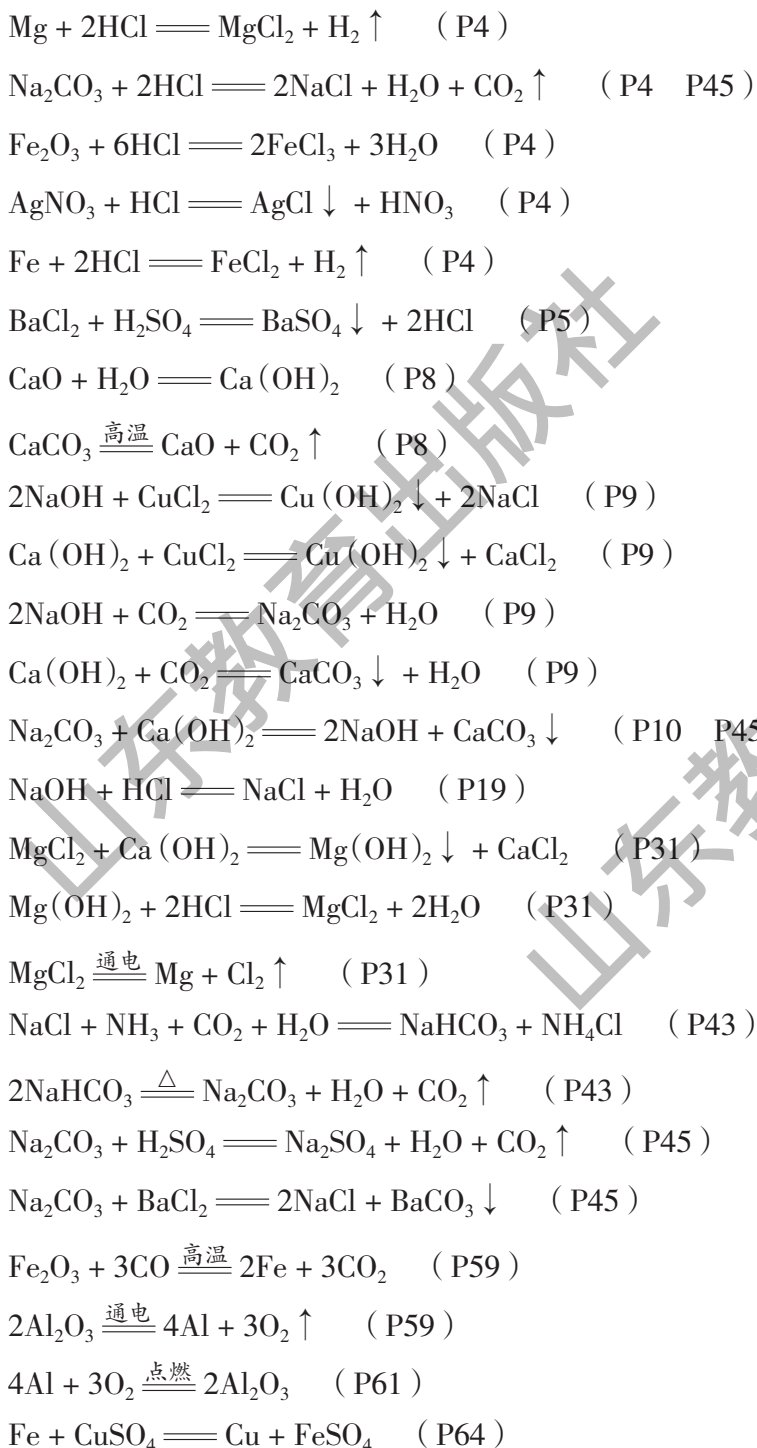 Mg + 2HCl══MgCl₂ + H₂↑ （P4）
Na₂CO₃ + 2HCl══2NaCl + H₂O + CO₂↑ （P4 P45）
Fe₂O₃ + 6HCl══2FeCl₃ + 3H₂O （P4）
AgNO₃ + HCl══AgCl↓ + HNO₃ （P4）
Fe + 2HCl══FeCl₂ + H₂↑ （P4）
BaCl₂ + H₂SO₄══BaSO₄↓ + 2HCl （P5）
CaO + H₂O══Ca(OH)₂ （P8）
CaCO₃ 高温══ CaO + CO₂↑ （P8）
2NaOH + CuCl₂══Cu(OH)₂↓ + 2NaCl （P9）
Ca(OH)₂ + CuCl₂══Cu(OH)₂↓ + CaCl₂ （P9）
2NaOH + CO₂══Na₂CO₃ + H₂O （P9）
Ca(OH)₂ + CO₂══CaCO₃↓ + H₂O （P9）
Na₂CO₃ + Ca(OH)₂══2NaOH + CaCO₃↓ （P10 P45
NaOH + HCl══NaCl + H₂O （P19）
MgCl₂ + Ca(OH)₂══Mg(OH)₂↓ + CaCl₂ （P31）
Mg(OH)₂ + 2HCl══MgCl₂ + 2H₂O （P31）
MgCl₂ 通电══ Mg + Cl₂↑ （P31）
NaCl + NH₃ + CO₂ + H₂O══NaHCO₃ + NH₄Cl （P43）
2NaHCO₃ △══ Na₂CO₃ + H₂O + CO₂↑ （P43）
Na₂CO₃ + H₂SO₄══Na₂SO₄ + H₂O + CO₂↑ （P45）
Na₂CO₃ + BaCl₂══2NaCl + BaCO₃↓ （P45）
Fe₂O₃ + 3CO 高温══ 2Fe + 3CO₂ （P59）
2Al₂O₃ 通电══ 4Al + 3O₂↑ （P59）
4Al + 3O₂ 点燃══ 2Al₂O₃ （P61）
Fe + CuSO₄══Cu + FeSO₄ （P64）
山东教育出版社
山东教